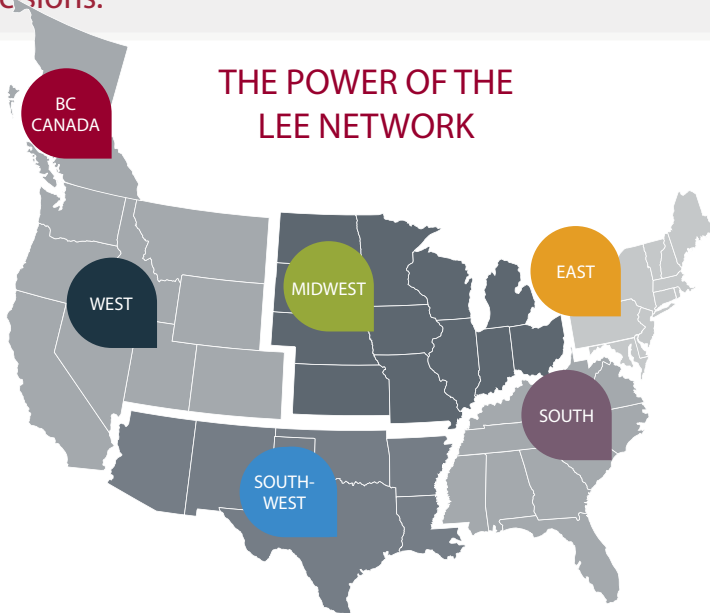 THE POWER OF THE
LEE NETWORK
BC
CANADA
WEST
MIDWEST
EAST
SOUTH
SOUTH-
WEST